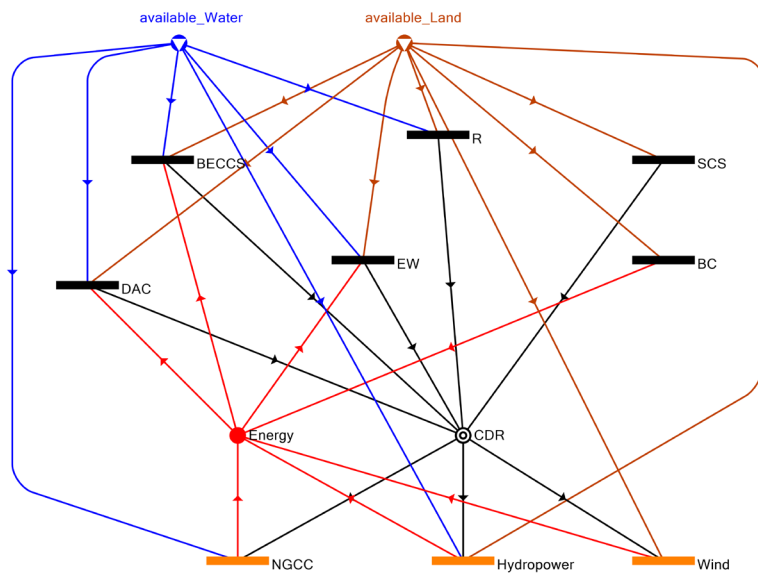 available_Water
available_Land
R
BECCS
SCS
EW
BC
DAC
Energy
CDR
NGCC
Hydropower
Wind